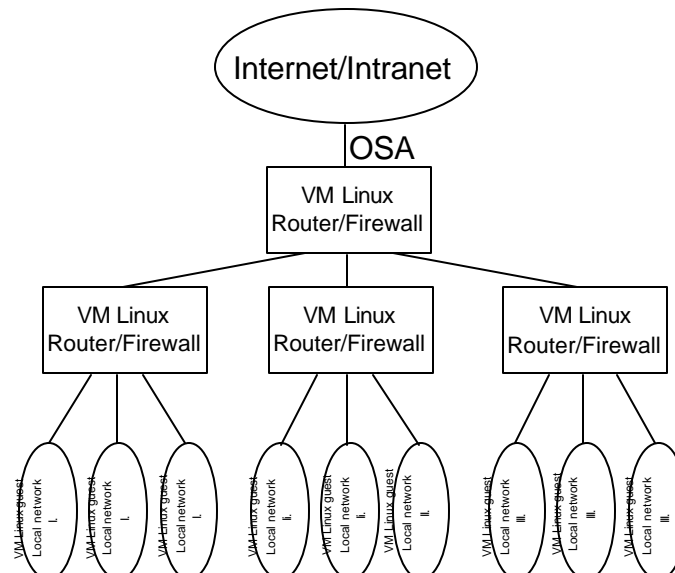 Internet/Intranet
OSA
VM Linux
Router/Firewall
VM Linux
Router/Firewall
VM Linux
Router/Firewall
VM Linux
Router/Firewall
VM Linux guest
Local network
I.
VM Linux guest
Local network
I.
VM Linux guest
Local network
I.
VM Linux guest
Local network
Ii.
VM Linux guest
Local network
Ii.
VM Linux guest
Local network
II.
VM Linux guest
Local network
III.
VM Linux guest
Local network
III.
VM Linux guest
Local network
III.